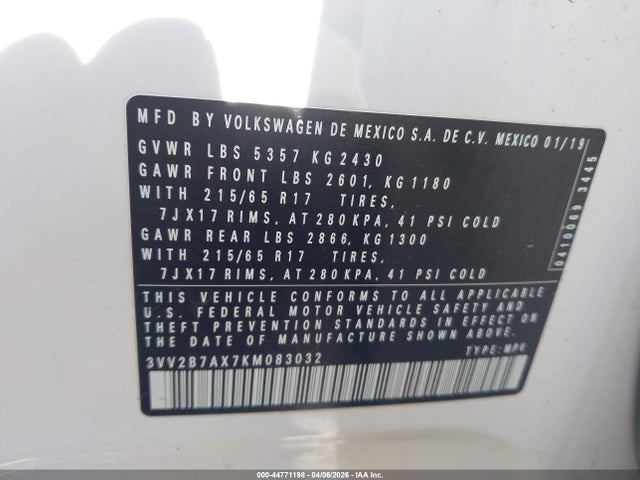 MFD BY VOLKSWAGEN DE MEXICO S.A. DE C.V. MEXICO 01/19
GVWR LBS 5357 KG 2430
GAWR FRONT LBS 2601, KG 1180
WITH 215/65 R17 TIRES,
7JX17 RIMS, AT 280 KPA, 41 PSI COLD
GAWR REAR LBS 2866, KG 1300
WITH 215/65 R17 TIRES,
7JX17 RIMS, AT 280 KPA, 41 PSI COLD
THIS VEHICLE CONFORMS TO ALL APPLICABLE
U.S. FEDERAL MOTOR VEHICLE SAFETY AND
THEFT PREVENTION STANDARDS IN EFFECT ON
THE DATE OF MANUFACTURE SHOWN ABOVE.
3VV2B7AX7KM083032 TYPE: MPV
0410069 3445
000-44771198 - 04/06/2026 - IAA Inc.